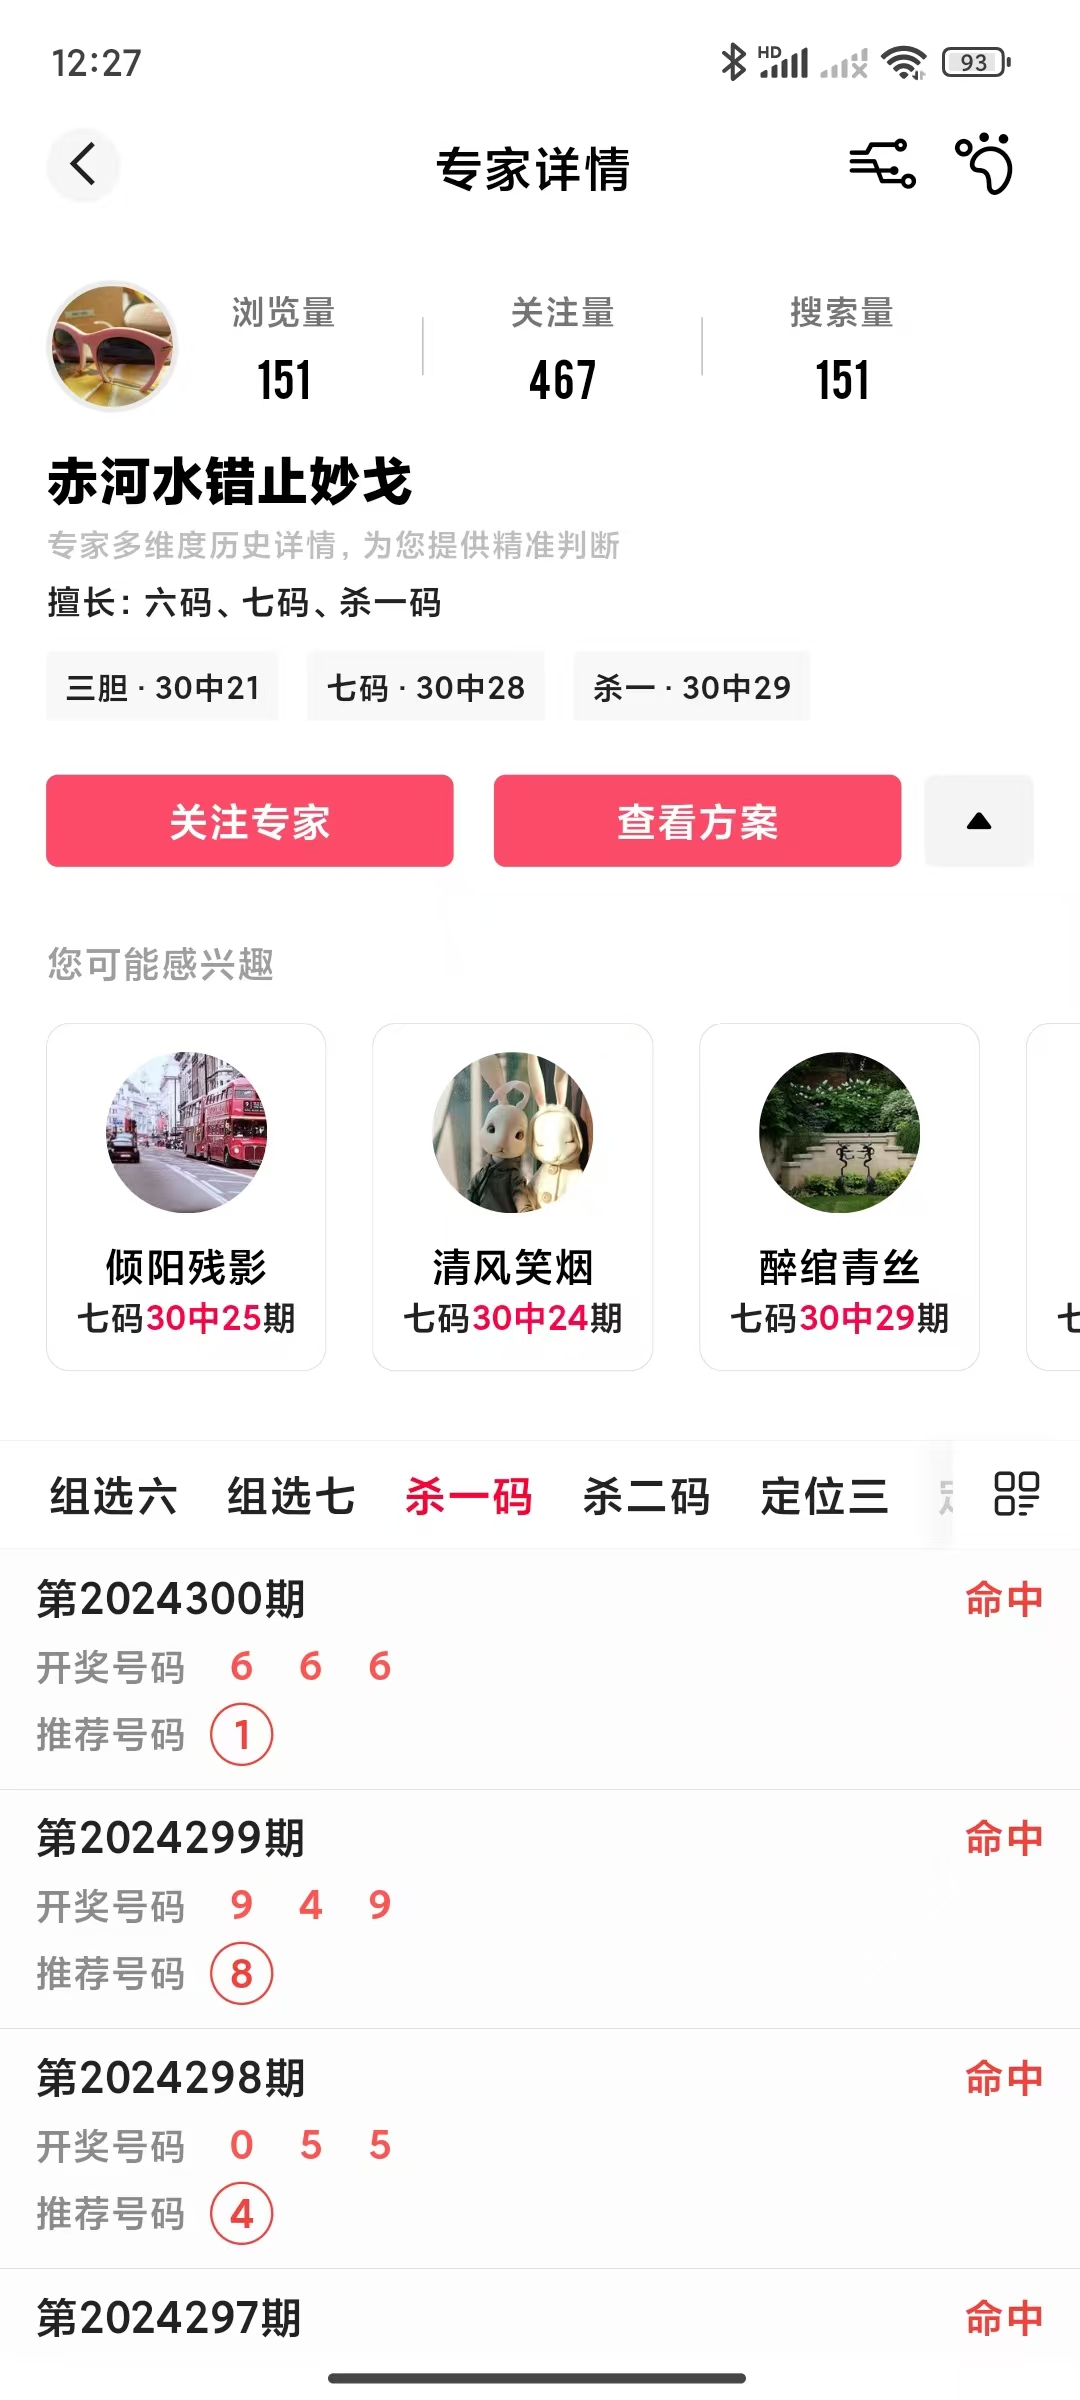 12:27
HD
93
专家详情
浏览量 关注量 搜索量
151 467 151
赤河水错止妙戈
专家多维度历史详情，为您提供精准判断
擅长：六码、七码、杀一码
三胆 · 30中21 七码 · 30中28 杀一 · 30中29
关注专家 查看方案
您可能感兴趣
倾阳残影 清风笑烟 醉绾青丝
七码30中25期 七码30中24期 七码30中29期 七
组选六 组选七 杀一码 杀二码 定位三
第2024300期 命中
开奖号码 6 6 6
推荐号码 1
第2024299期 命中
开奖号码 9 4 9
推荐号码 8
第2024298期 命中
开奖号码 0 5 5
推荐号码 4
第2024297期 命中